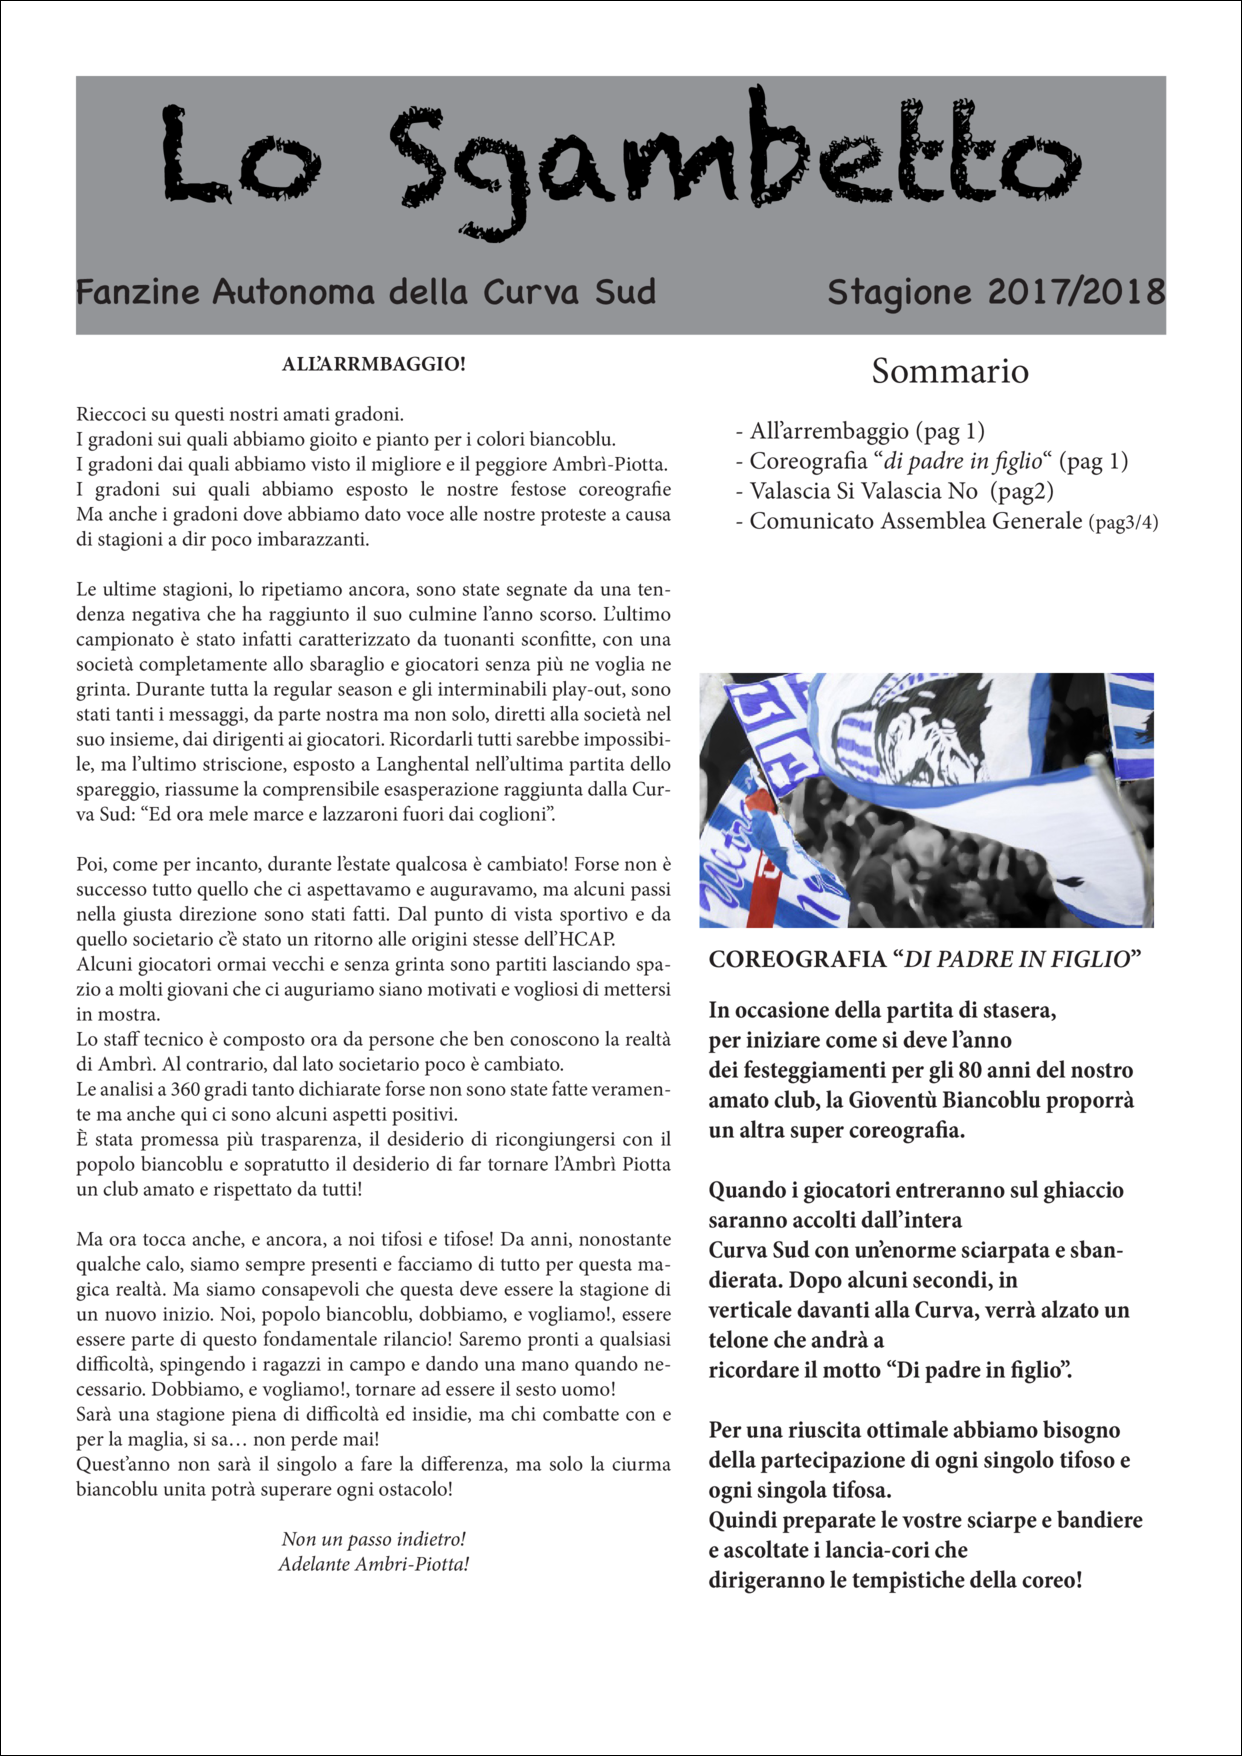 Lo Sgambetto
Fanzine Autonoma della Curva Sud
Stagione 2017/2018
ALL’ARRMBAGGIO!
Rieccoci su questi nostri amati gradoni.
I gradoni sui quali abbiamo gioito e pianto per i colori biancoblu.
I gradoni dai quali abbiamo visto il migliore e il peggiore Ambrì-Piotta.
I gradoni sui quali abbiamo esposto le nostre festose coreografie
Ma anche i gradoni dove abbiamo dato voce alle nostre proteste a causa
di stagioni a dir poco imbarazzanti.
Le ultime stagioni, lo ripetiamo ancora, sono state segnate da una ten-
denza negativa che ha raggiunto il suo culmine l’anno scorso. L’ultimo
campionato è stato infatti caratterizzato da tuonanti sconfitte, con una
società completamente allo sbaraglio e giocatori senza più ne voglia ne
grinta. Durante tutta la regular season e gli interminabili play-out, sono
stati tanti i messaggi, da parte nostra ma non solo, diretti alla società nel
suo insieme, dai dirigenti ai giocatori. Ricordarli tutti sarebbe impossibi-
le, ma l’ultimo striscione, esposto a Langhental nell’ultima partita dello
spareggio, riassume la comprensibile esasperazione raggiunta dalla Cur-
va Sud: “Ed ora mele marce e lazzaroni fuori dai coglioni”.
Poi, come per incanto, durante l’estate qualcosa è cambiato! Forse non è
successo tutto quello che ci aspettavamo e auguravamo, ma alcuni passi
nella giusta direzione sono stati fatti. Dal punto di vista sportivo e da
quello societario c’è stato un ritorno alle origini stesse dell’HCAP.
Alcuni giocatori ormai vecchi e senza grinta sono partiti lasciando spa-
zio a molti giovani che ci auguriamo siano motivati e vogliosi di mettersi
in mostra.
Lo staff tecnico è composto ora da persone che ben conoscono la realtà
di Ambrì. Al contrario, dal lato societario poco è cambiato.
Le analisi a 360 gradi tanto dichiarate forse non sono state fatte veramen-
te ma anche qui ci sono alcuni aspetti positivi.
È stata promessa più trasparenza, il desiderio di ricongiungersi con il
popolo biancoblu e sopratutto il desiderio di far tornare l’Ambrì Piotta
un club amato e rispettato da tutti!
Ma ora tocca anche, e ancora, a noi tifosi e tifose! Da anni, nonostante
qualche calo, siamo sempre presenti e facciamo di tutto per questa ma-
gica realtà. Ma siamo consapevoli che questa deve essere la stagione di
un nuovo inizio. Noi, popolo biancoblu, dobbiamo, e vogliamo!, essere
essere parte di questo fondamentale rilancio! Saremo pronti a qualsiasi
difficoltà, spingendo i ragazzi in campo e dando una mano quando ne-
cessario. Dobbiamo, e vogliamo!, tornare ad essere il sesto uomo!
Sarà una stagione piena di difficoltà ed insidie, ma chi combatte con e
per la maglia, si sa… non perde mai!
Quest’anno non sarà il singolo a fare la differenza, ma solo la ciurma
biancoblu unita potrà superare ogni ostacolo!
Non un passo indietro!
Adelante Ambri-Piotta!
Sommario
- All’arrembaggio (pag 1)
- Coreografia “di padre in figlio“ (pag 1)
- Valascia Si Valascia No (pag2)
- Comunicato Assemblea Generale (pag3/4)
COREOGRAFIA “DI PADRE IN FIGLIO”
In occasione della partita di stasera,
per iniziare come si deve l’anno
dei festeggiamenti per gli 80 anni del nostro
amato club, la Gioventù Biancoblu proporrà
un altra super coreografia.
Quando i giocatori entreranno sul ghiaccio
saranno accolti dall’intera
Curva Sud con un’enorme sciarpata e sban-
dierata. Dopo alcuni secondi, in
verticale davanti alla Curva, verrà alzato un
telone che andrà a
ricordare il motto “Di padre in figlio”.
Per una riuscita ottimale abbiamo bisogno
della partecipazione di ogni singolo tifoso e
ogni singola tifosa.
Quindi preparate le vostre sciarpe e bandiere
e ascoltate i lancia-cori che
dirigeranno le tempistiche della coreo!